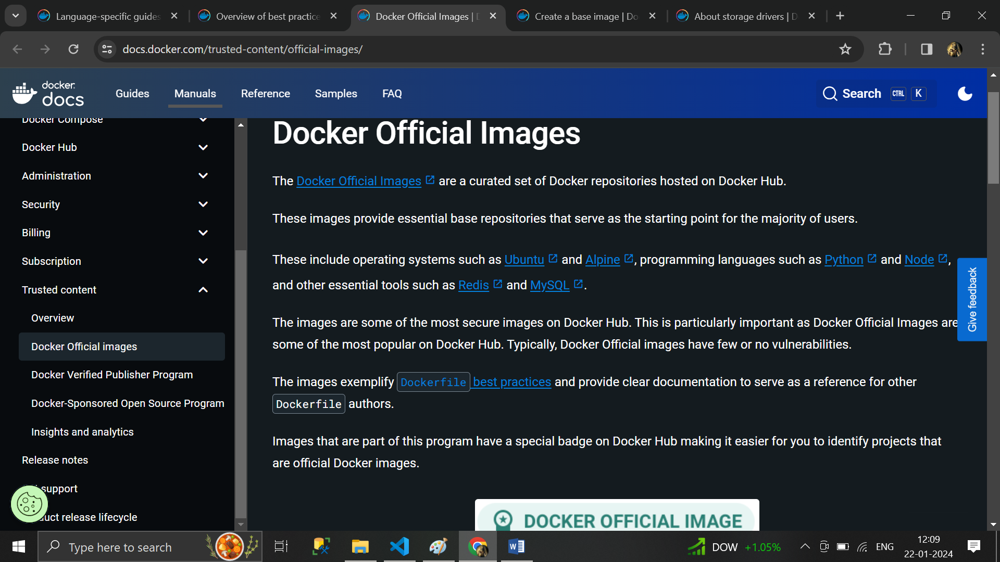 Language-specific guides
Overview of best practice
Docker Official Images |
Create a base image | Do
About storage drivers | D
docs.docker.com/trusted-content/official-images/
docker
docs
Guides
Manuals
Reference
Samples
FAQ
Search CTRL K
Docker Compose
Docker Hub
Administration
Security
Billing
Subscription
Trusted content
Overview
Docker Official images
Docker Verified Publisher Program
Docker-Sponsored Open Source Program
Insights and analytics
Release notes
support
uct release lifecycle
Docker Official Images
The Docker Official Images are a curated set of Docker repositories hosted on Docker Hub.
These images provide essential base repositories that serve as the starting point for the majority of users.
These include operating systems such as Ubuntu and Alpine, programming languages such as Python and Node,
and other essential tools such as Redis and MySQL.
The images are some of the most secure images on Docker Hub. This is particularly important as Docker Official Images are
some of the most popular on Docker Hub. Typically, Docker Official images have few or no vulnerabilities.
The images exemplify Dockerfile best practices and provide clear documentation to serve as a reference for other
Dockerfile authors.
Images that are part of this program have a special badge on Docker Hub making it easier for you to identify projects that
are official Docker images.
DOCKER OFFICIAL IMAGE
Give feedback
Type here to search
DOW +1.05%
ENG
12:09
22-01-2024